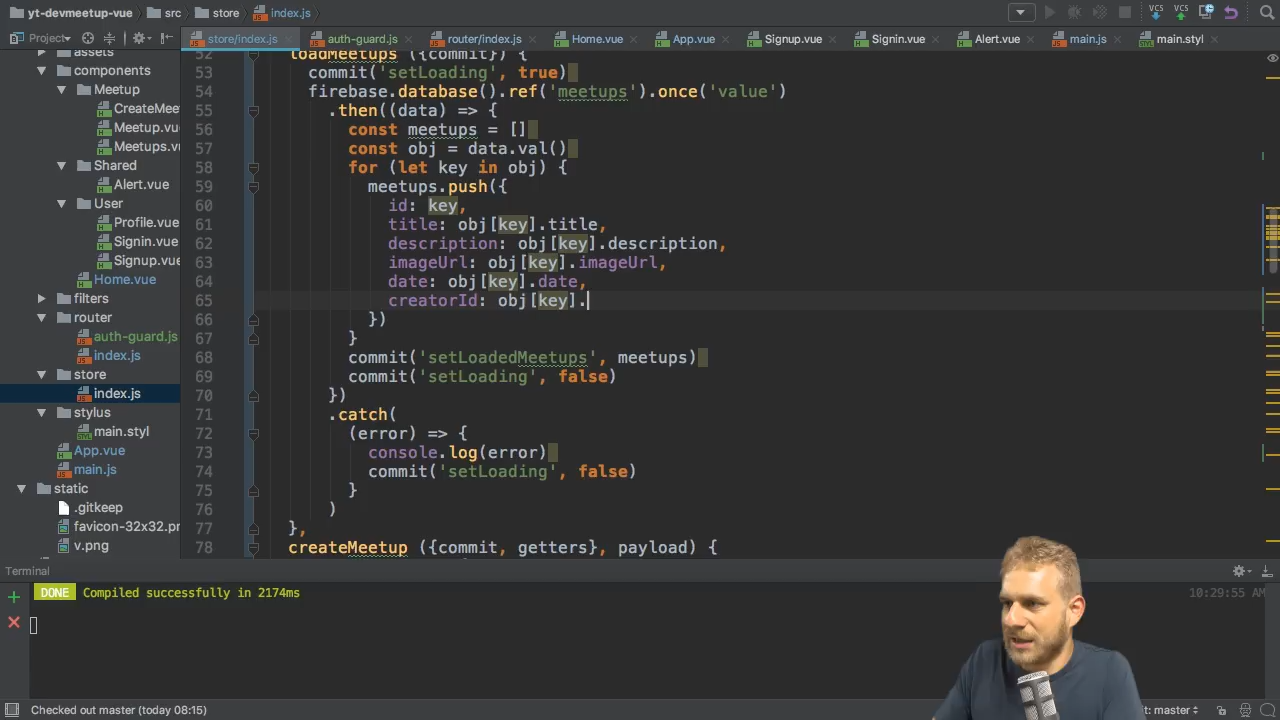 yt-devmeetup-vue src store index.js
Project
store/index.js auth-guard.js router/index.js Home.vue App.vue Signup.vue Signin.vue Alert.vue main.js main.styl
assets
components
Meetup
CreateMee
Meetup.vu
Meetups.v
Shared
Alert.vue
User
Profile.vue
Signin.vue
Signup.vue
Home.vue
filters
router
auth-guard.js
index.js
store
index.js
stylus
main.styl
App.vue
main.js
static
.gitkeep
favicon-32x32.pr
v.png
52 loadMeetups ({commit}) {
53 commit('setLoading', true)
54 firebase.database().ref('meetups').once('value')
55 .then((data) => {
56 const meetups = []
57 const obj = data.val()
58 for (let key in obj) {
59 meetups.push({
60 id: key,
61 title: obj[key].title,
62 description: obj[key].description,
63 imageUrl: obj[key].imageUrl,
64 date: obj[key].date,
65 creatorId: obj[key].
66 })
67 }
68 commit('setLoadedMeetups', meetups)
69 commit('setLoading', false)
70 })
71 .catch(
72 (error) => {
73 console.log(error)
74 commit('setLoading', false)
75 }
76 )
77 },
78 createMeetup ({commit, getters}, payload) {
Terminal
DONE Compiled successfully in 2174ms 10:29:55 AM
Checked out master (today 08:15)
t: master